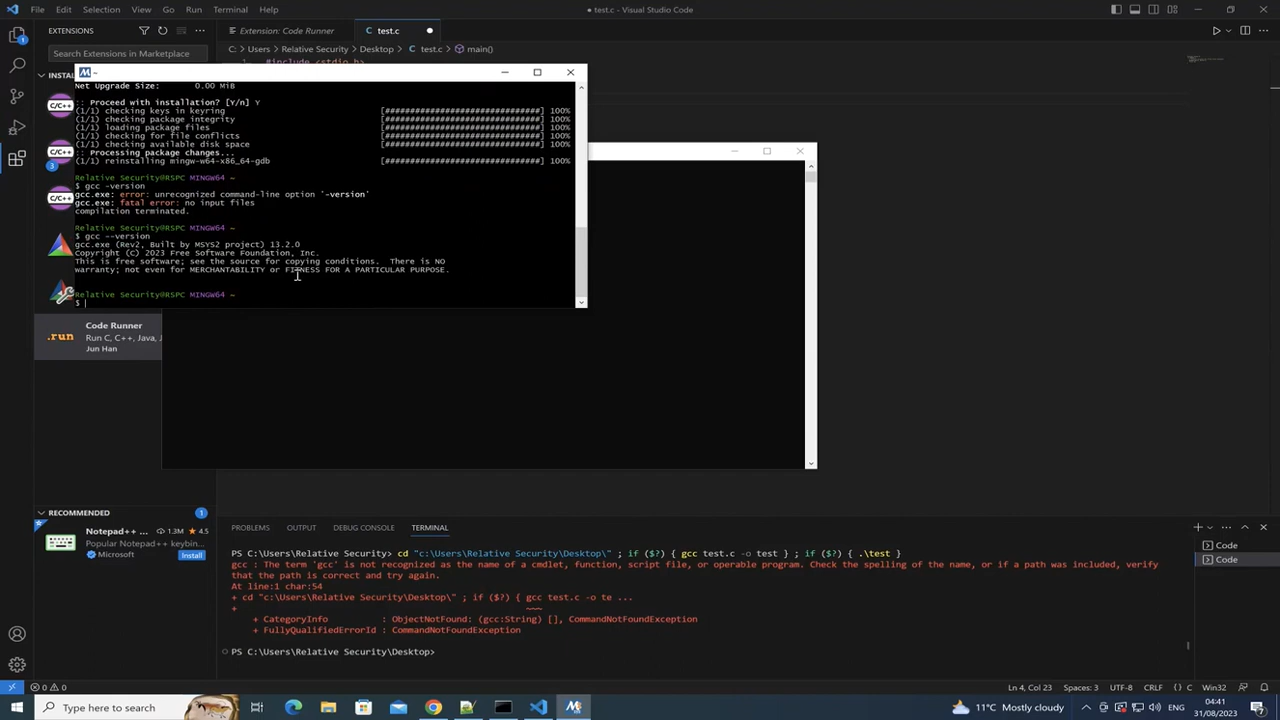 File Edit Selection View Go Run Terminal Help
● test.c - Visual Studio Code
EXTENSIONS
Search Extensions in Marketplace
Extension: Code Runner
test.c
C: > Users > Relative Security > Desktop > test.c > main()
1 #include <stdio.h>
INSTAL
~
Net Upgrade Size: 0.00 MiB
:: Proceed with installation? [Y/n] Y
(1/1) checking keys in keyring [###############################] 100%
(1/1) checking package integrity [###############################] 100%
(1/1) loading package files [###############################] 100%
(1/1) checking for file conflicts [###############################] 100%
(1/1) checking available disk space [###############################] 100%
:: Processing package changes...
(1/1) reinstalling mingw-w64-x86_64-gdb [###############################] 100%
Relative Security@RSPC MINGW64 ~
$ gcc -version
gcc.exe: error: unrecognized command-line option '-version'
gcc.exe: fatal error: no input files
compilation terminated.
Relative Security@RSPC MINGW64 ~
$ gcc --version
gcc.exe (Rev2, Built by MSYS2 project) 13.2.0
Copyright (C) 2023 Free Software Foundation, Inc.
This is free software; see the source for copying conditions. There is NO
warranty; not even for MERCHANTABILITY or FITNESS FOR A PARTICULAR PURPOSE.
Relative Security@RSPC MINGW64 ~
$
C/C++
C/C++
3
C/C++
.run
Code Runner
Run C, C++, Java, J
Jun Han
RECOMMENDED 1
Notepad++ ... 1.3M ★ 4.5
Popular Notepad++ keybin...
Microsoft
Install
PROBLEMS OUTPUT DEBUG CONSOLE TERMINAL
PS C:\Users\Relative Security> cd "c:\Users\Relative Security\Desktop\" ; if ($?) { gcc test.c -o test } ; if ($?) { .\test }
gcc : The term 'gcc' is not recognized as the name of a cmdlet, function, script file, or operable program. Check the spelling of the name, or if a path was included, verify
that the path is correct and try again.
At line:1 char:54
+ cd "c:\Users\Relative Security\Desktop\" ; if ($?) { gcc test.c -o te ...
+ ~~~
+ CategoryInfo : ObjectNotFound: (gcc:String) [], CommandNotFoundException
+ FullyQualifiedErrorId : CommandNotFoundException
PS C:\Users\Relative Security\Desktop>
Code
Code
0 0
Ln 4, Col 23 Spaces: 3 UTF-8 CRLF { } C Win32
Type here to search
11°C Mostly cloudy
04:41
31/08/2023